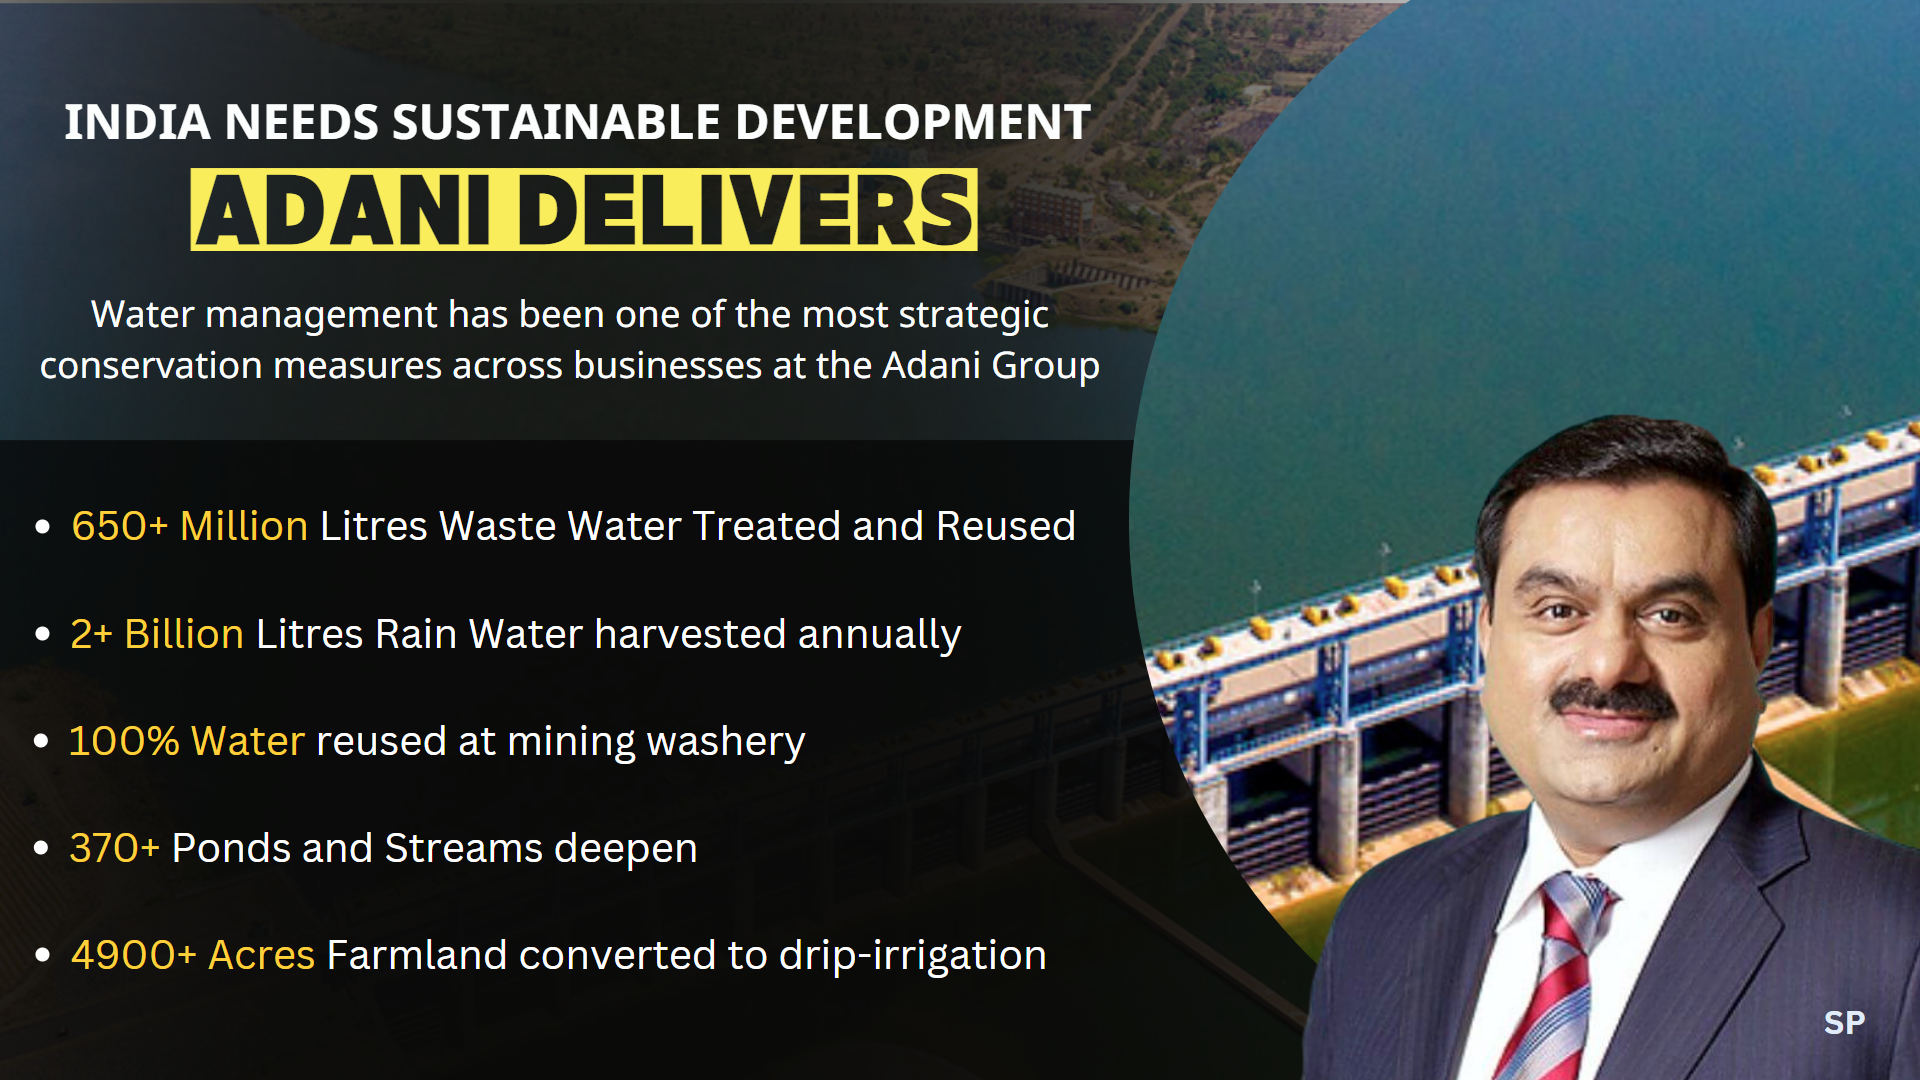 INDIA NEEDS SUSTAINABLE DEVELOPMENT
ADANI DELIVERS
Water management has been one of the most strategic
conservation measures across businesses at the Adani Group
• 650+ Million Litres Waste Water Treated and Reused
• 2+ Billion Litres Rain Water harvested annually
• 100% Water reused at mining washery
• 370+ Ponds and Streams deepen
• 4900+ Acres Farmland converted to drip-irrigation
SP